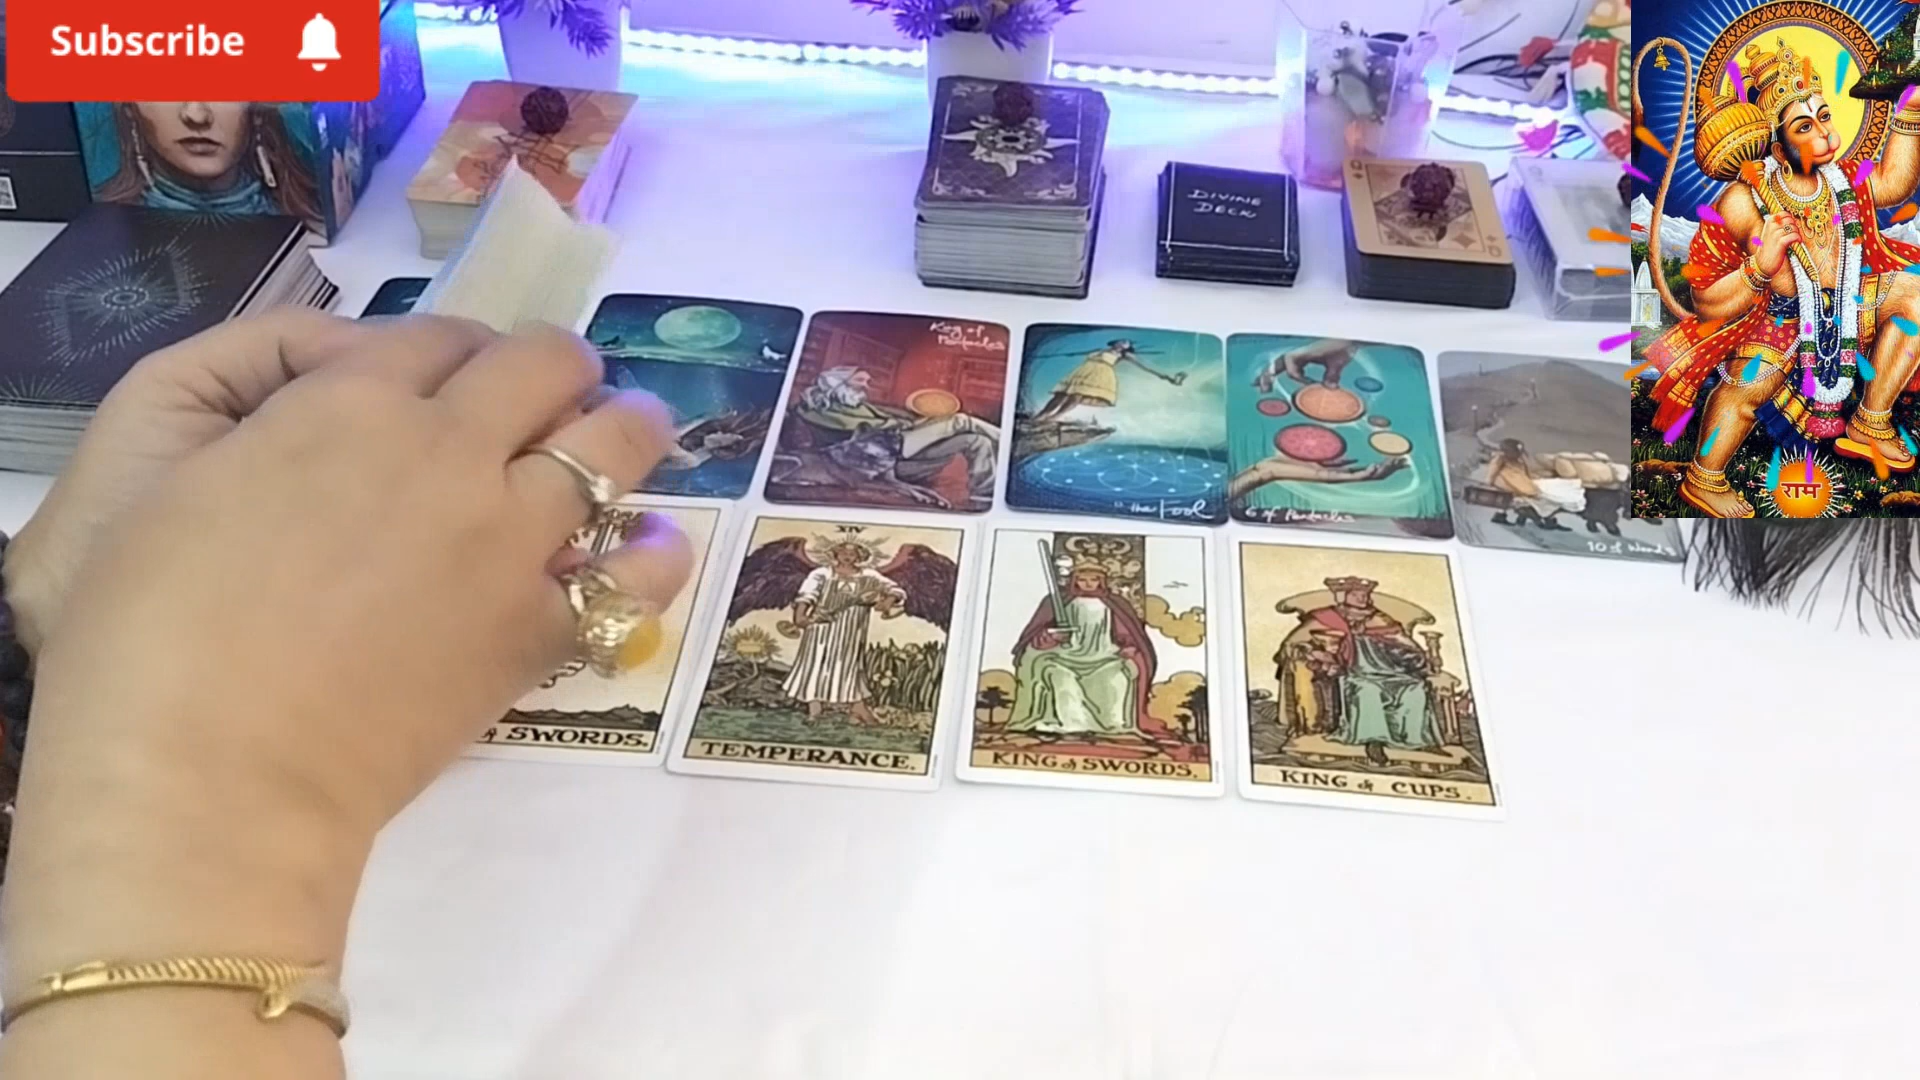 Subscribe
DIVINE
DECK
King of
Pentacles
the Fool
6 of Pentacles
10 of Wands
राम
SWORDS.
XIV
TEMPERANCE.
KING of SWORDS.
KING of CUPS.